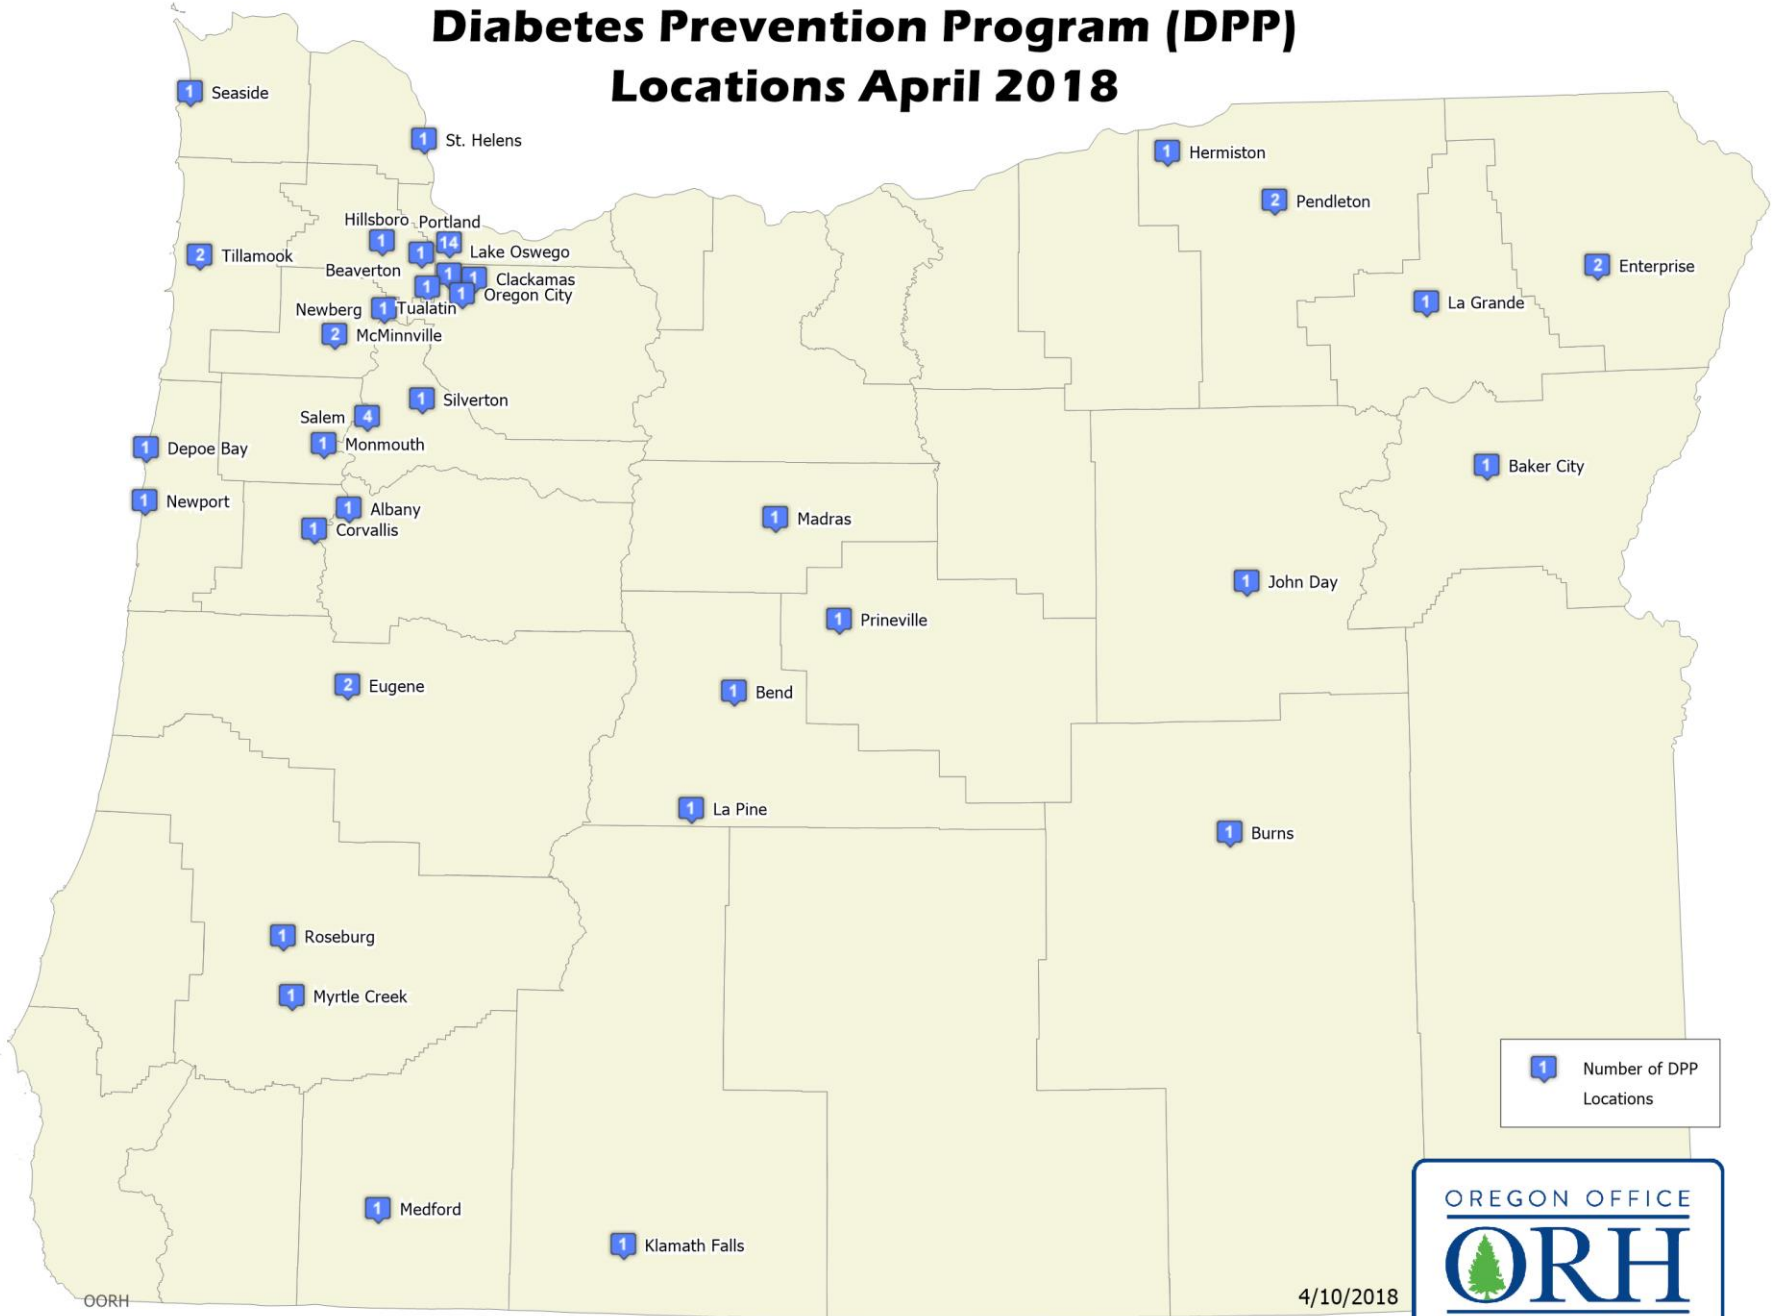 Diabetes Prevention Program (DPP)
Locations April 2018
1 Seaside
1 St. Helens
1 Hermiston
2 Pendleton
Hillsboro Portland
1
14
1
Lake Oswego
2 Tillamook
Beaverton
1
1 Clackamas
2 Enterprise
1
1 Oregon City
1 La Grande
Newberg 1 Tualatin
2 McMinnville
1 Silverton
Salem 4
1 Monmouth
1 Depoe Bay
1 Baker City
1 Newport
1 Albany
1 Corvallis
1 Madras
1 John Day
1 Prineville
2 Eugene
1 Bend
1 La Pine
1 Burns
1 Roseburg
1 Myrtle Creek
1 Number of DPP
Locations
1 Medford
1 Klamath Falls
OREGON OFFICE
ORH
OORH
4/10/2018